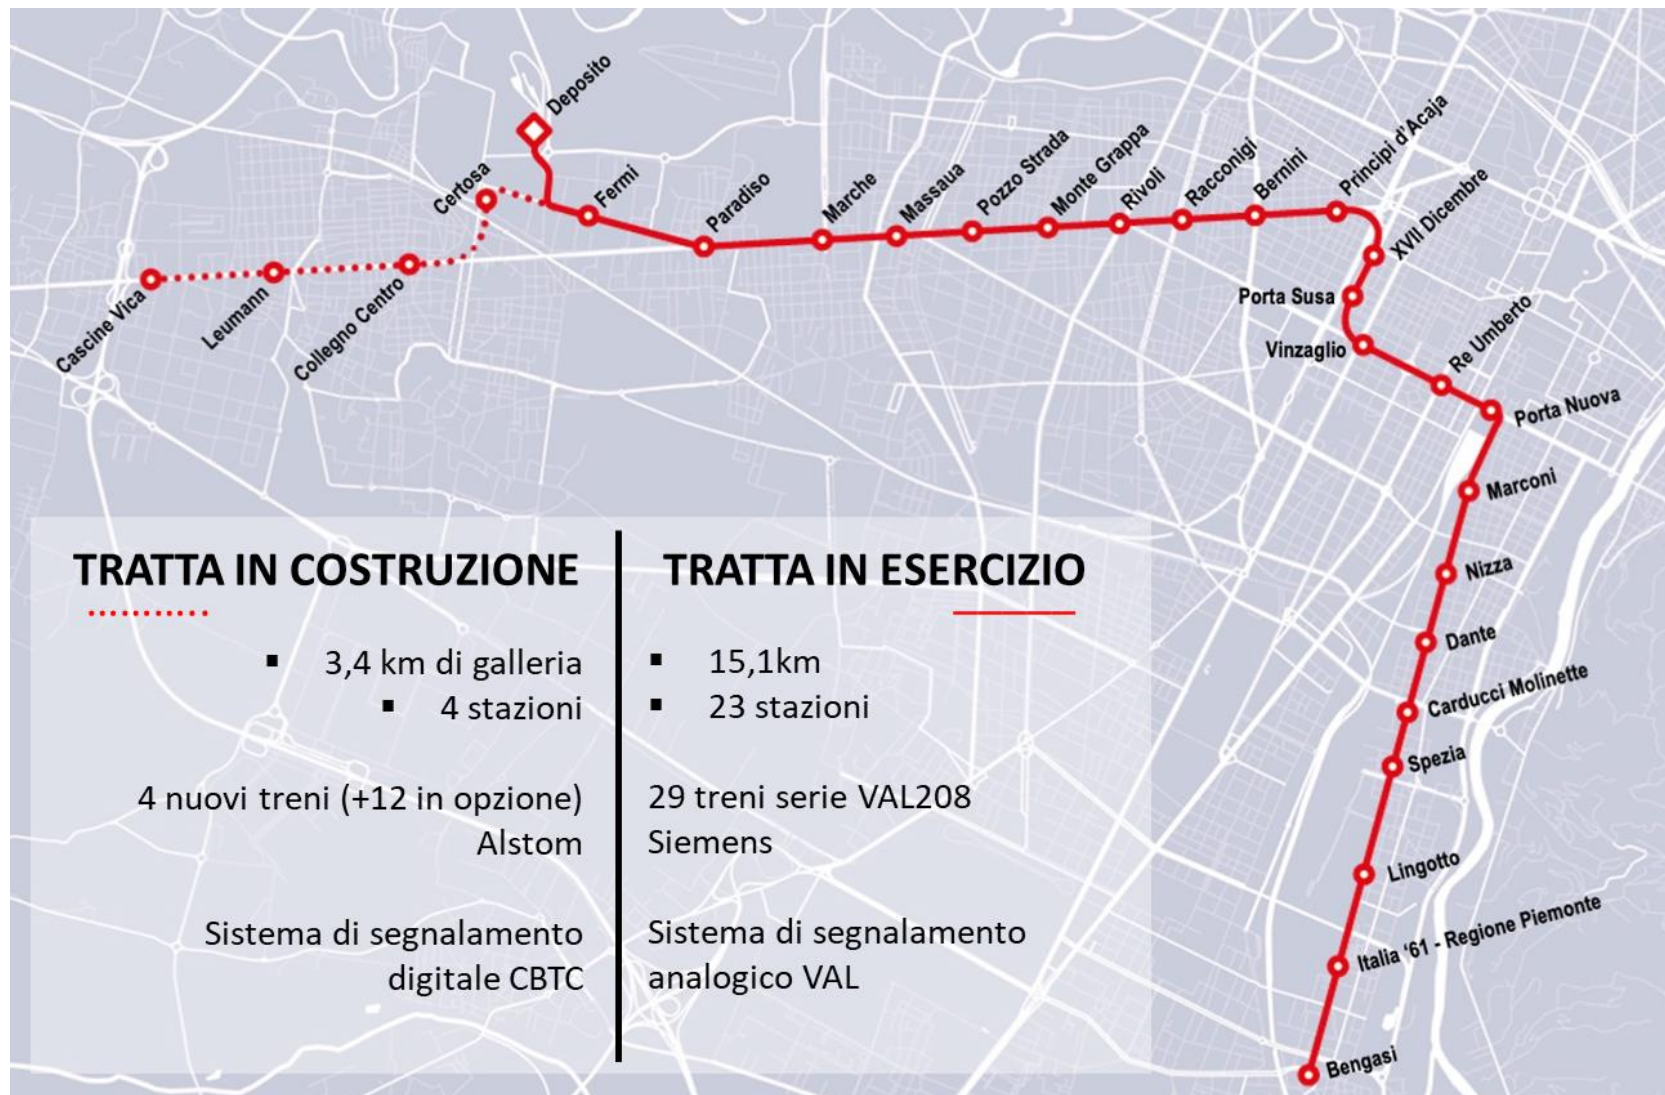 Deposito
Certosa
Fermi
Paradiso
Marche
Massaua
Pozzo Strada
Monte Grappa
Rivoli
Racconigi
Bernini
Principi d'Acaja
XVII Dicembre
Cascine Vica
Leumann
Collegno Centro
Porta Susa
Vinzaglio
Re Umberto
Porta Nuova
Marconi
Nizza
Dante
Carducci Molinette
Spezia
Lingotto
Italia '61 - Regione Piemonte
Bengasi
TRATTA IN COSTRUZIONE
▪ 3,4 km di galleria
▪ 4 stazioni
4 nuovi treni (+12 in opzione)
Alstom
Sistema di segnalamento
digitale CBTC
TRATTA IN ESERCIZIO
▪ 15,1km
▪ 23 stazioni
29 treni serie VAL208
Siemens
Sistema di segnalamento
analogico VAL